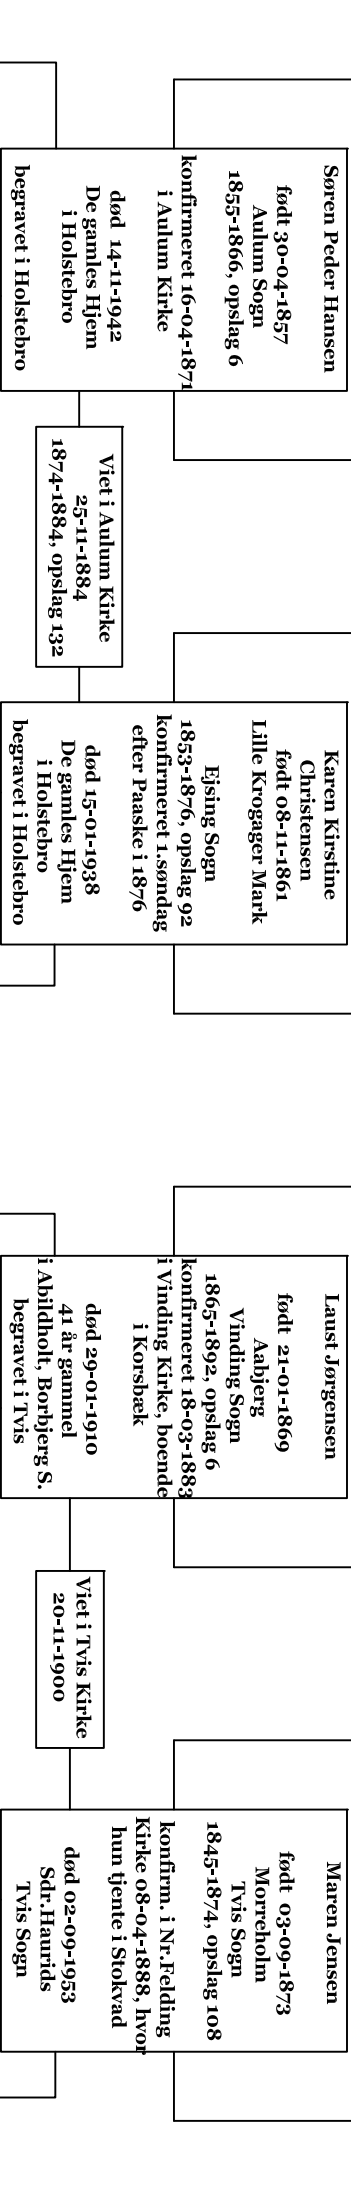 Søren Peder Hansen
født 30-04-1857
Aulum Sogn
1855-1866, opslag 6
konfirmeret 16-04-1871
i Aulum Kirke
død 14-11-1942
De gamles Hjem
i Holstebro
begravet i Holstebro
Viet i Aulum Kirke
25-11-1884
1874-1884, opslag 132
Karen Kirstine
Christensen
født 08-11-1861
Lille Krogager Mark
Ejsing Sogn
1853-1876, opslag 92
konfirmeret 1.søndag
efter Paaske i 1876
død 15-01-1938
De gamles Hjem
i Holstebro
begravet i Holstebro
Laust Jørgensen
født 21-01-1869
Aabjerg
Vinding Sogn
1865-1892, opslag 6
konfirmeret 18-03-1883
i Vinding Kirke, boende
i Korsbæk
død 29-01-1910
41 år gammel
i Abildholt, Borbjerg S.
begravet i Tvis
Viet i Tvis Kirke
20-11-1900
Maren Jensen
født 03-09-1873
Morreholm
Tvis Sogn
1845-1874, opslag 108
konfirm. i Nr.Felding
Kirke 08-04-1888, hvor
hun tjente i Stokvad
død 02-09-1953
Sdr.Haurids
Tvis Sogn